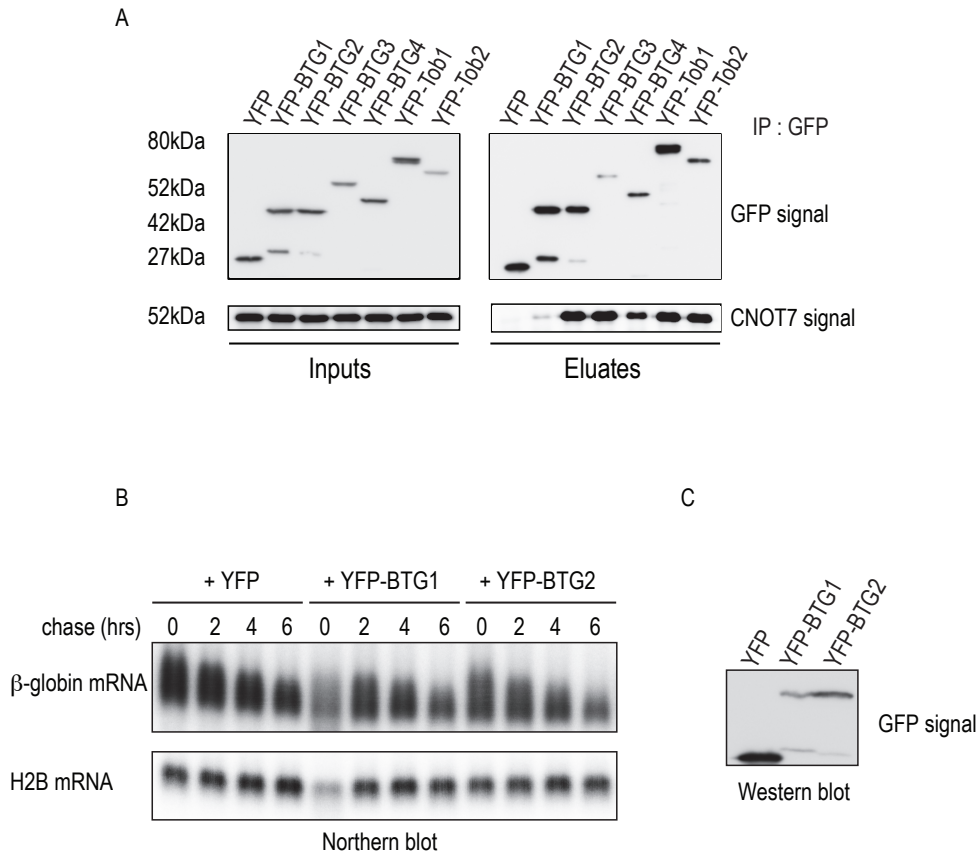 A
YFP
YFP-BTG1
YFP-BTG2
YFP-BTG3
YFP-BTG4
YFP-Tob1
YFP-Tob2
YFP
YFP-BTG1
YFP-BTG2
YFP-BTG3
YFP-BTG4
YFP-Tob1
YFP-Tob2
IP : GFP
80kDa
52kDa
42kDa
27kDa
GFP signal
52kDa
CNOT7 signal
Inputs
Eluates
B
+ YFP
+ YFP-BTG1
+ YFP-BTG2
chase (hrs)
0 2 4 6 0 2 4 6 0 2 4 6
β-globin mRNA
H2B mRNA
Northern blot
C
YFP
YFP-BTG1
YFP-BTG2
GFP signal
Western blot